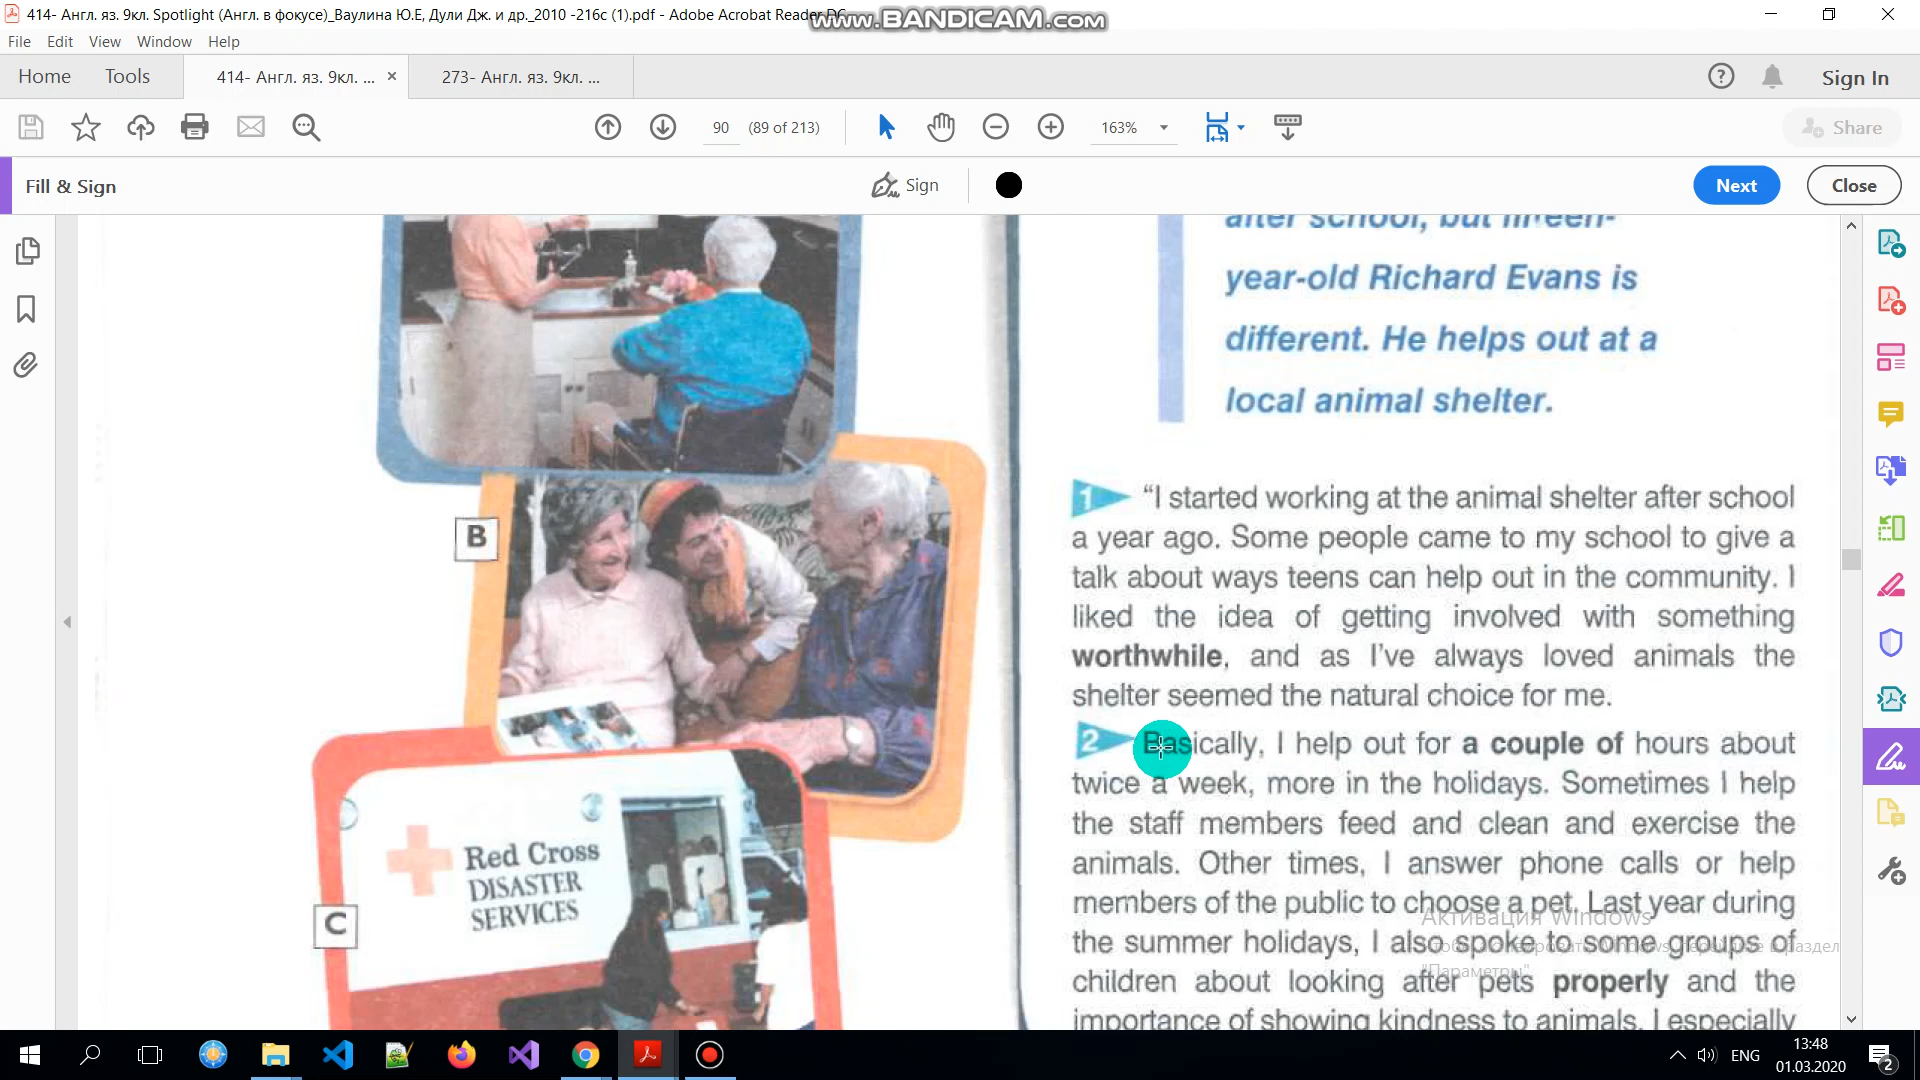 414- Англ. яз. 9кл. Spotlight (Англ. в фокусе)_Ваулина Ю.Е, Дули Дж. и др._2010 -216с (1).pdf - Adobe Acrobat Reader DC
www.BANDICAM.com
File Edit View Window Help
Home Tools 414- Англ. яз. 9кл. ... × 273- Англ. яз. 9кл. ... ? Sign In
90 (89 of 213) 163% Share
Fill & Sign Sign Next Close
after school, but fifteen-
year-old Richard Evans is
different. He helps out at a
local animal shelter.
1 “I started working at the animal shelter after school
a year ago. Some people came to my school to give a
talk about ways teens can help out in the community. I
liked the idea of getting involved with something
worthwhile, and as I've always loved animals the
shelter seemed the natural choice for me.
2 Basically, I help out for a couple of hours about
twice a week, more in the holidays. Sometimes I help
the staff members feed and clean and exercise the
animals. Other times, I answer phone calls or help
members of the public to choose a pet. Last year during
the summer holidays, I also spoke to some groups of
children about looking after pets properly and the
importance of showing kindness to animals. I especially
B
Red Cross
DISASTER
SERVICES
C
Активация Windows
"Параметры".
ENG
13:48
01.03.2020
2